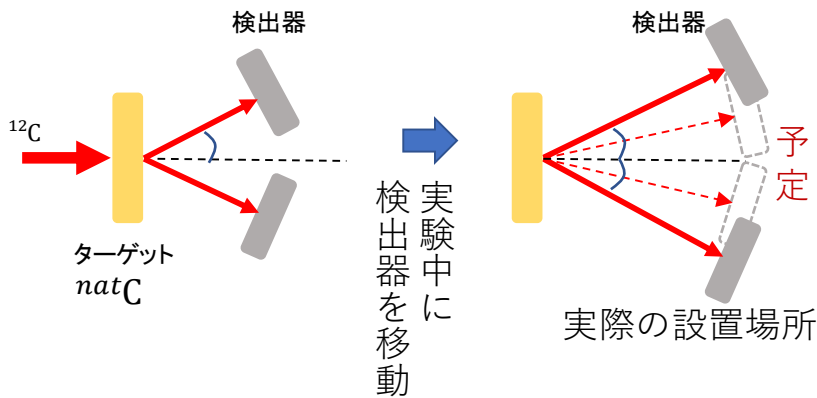 検出器
¹²C
ターゲット
natC
実験中に
検出器を移動
検出器
予定
実際の設置場所